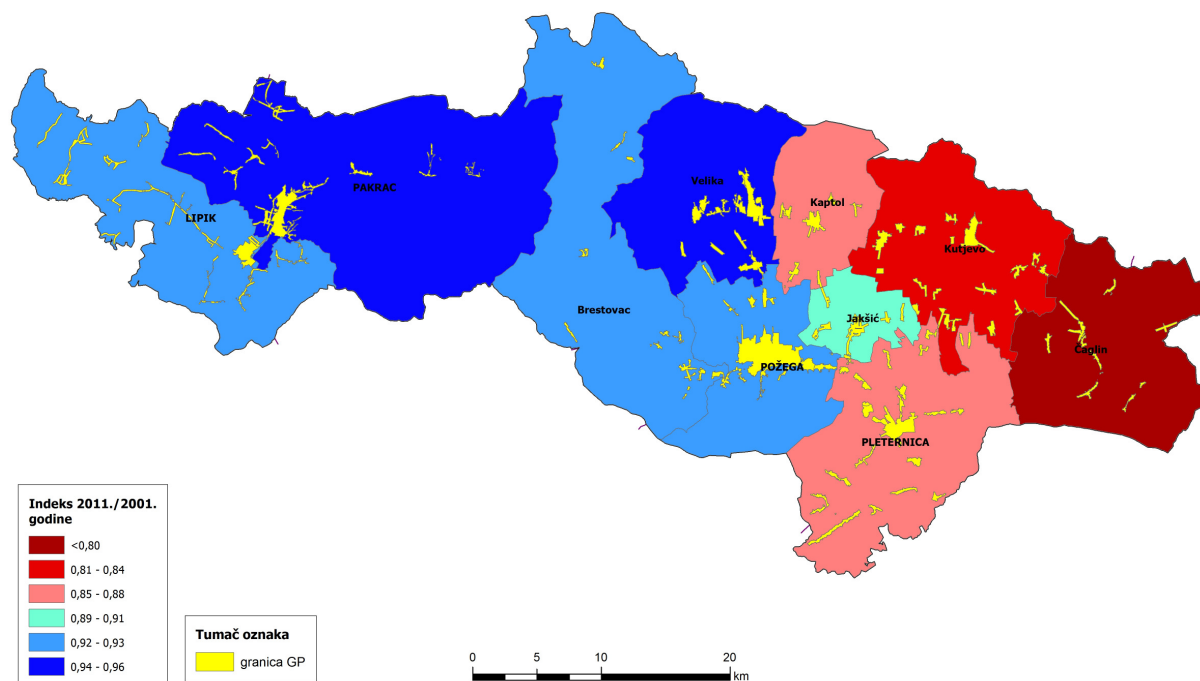 Velika
PAKRAC
Kaptol
LIPIK
Kutjevo
Brestovac
Jakšić
Čaglin
POŽEGA
PLETERNICA
Indeks 2011./2001.
godine
<0,80
0,81 - 0,84
0,85 - 0,88
0,89 - 0,91
0,92 - 0,93
0,94 - 0,96
Tumač oznaka
granica GP
0 5 10 20
km